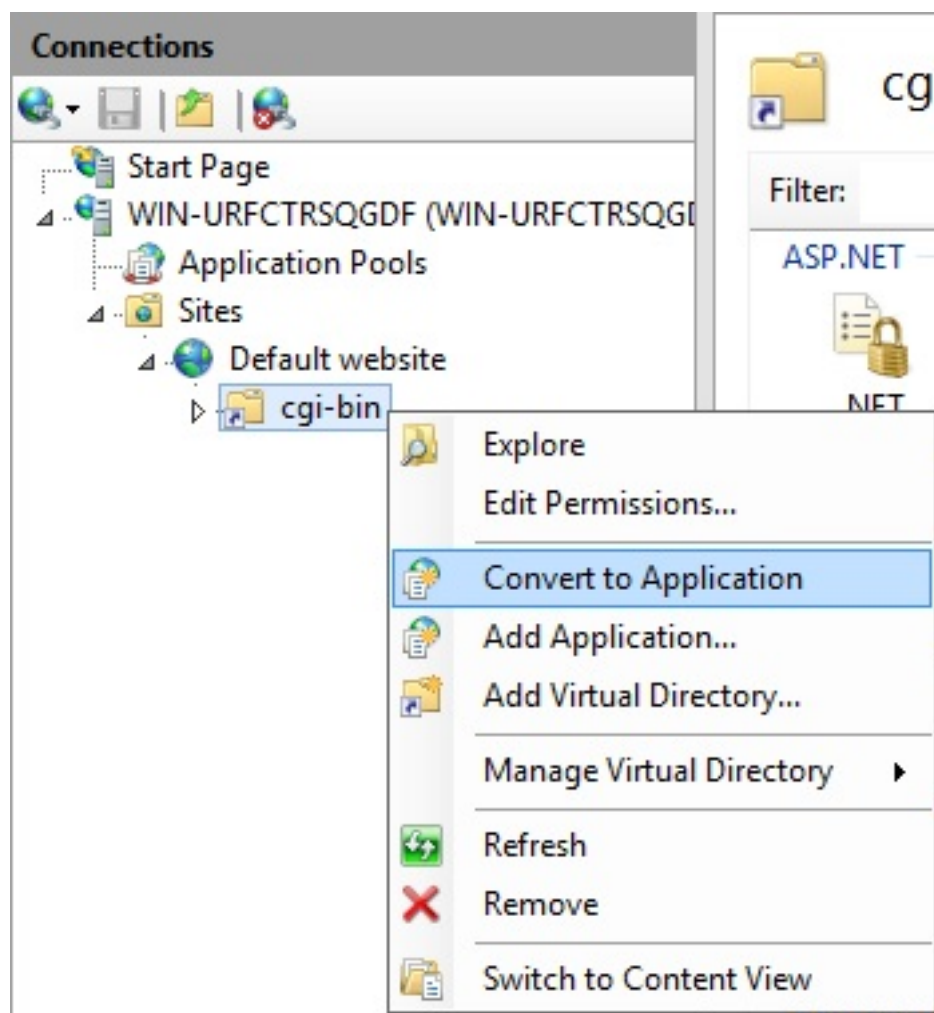 Connections
cg
Start Page
Filter:
WIN-URFCTRSQGDF (WIN-URFCTRSQGD
Application Pools
ASP.NET
Sites
Default website
cgi-bin
.NET
Explore
Edit Permissions...
Convert to Application
Add Application...
Add Virtual Directory...
Manage Virtual Directory
Refresh
Remove
Switch to Content View